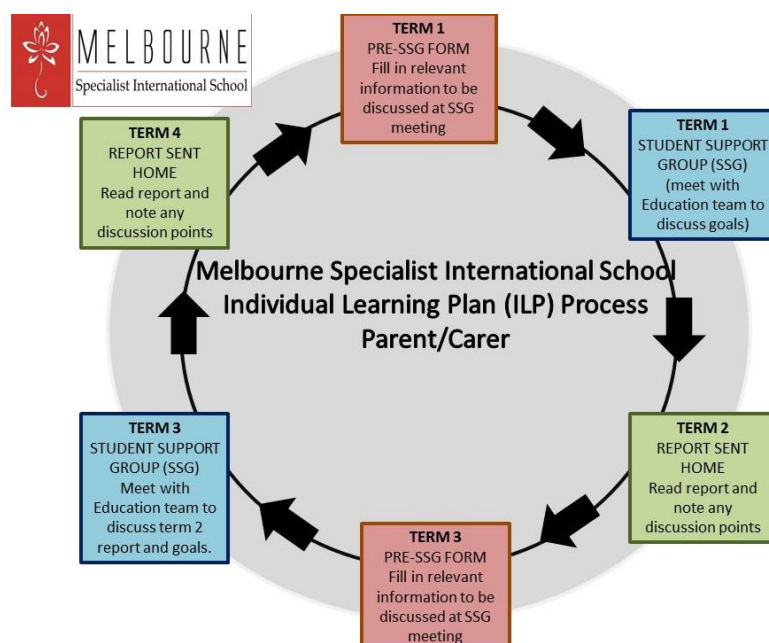 MELBOURNE
Specialist International School
TERM 1
PRE-SSG FORM
Fill in relevant
information to be
discussed at SSG
meeting
TERM 1
STUDENT SUPPORT
GROUP (SSG)
(meet with
Education team to
discuss goals)
TERM 4
REPORT SENT
HOME
Read report and
note any
discussion points
Melbourne Specialist International School
Individual Learning Plan (ILP) Process
Parent/Carer
TERM 2
REPORT SENT
HOME
Read report and
note any
discussion points
TERM 3
PRE-SSG FORM
Fill in relevant
information to be
discussed at SSG
meeting
TERM 3
STUDENT SUPPORT
GROUP (SSG)
Meet with
Education team to
discuss term 2
report and goals.